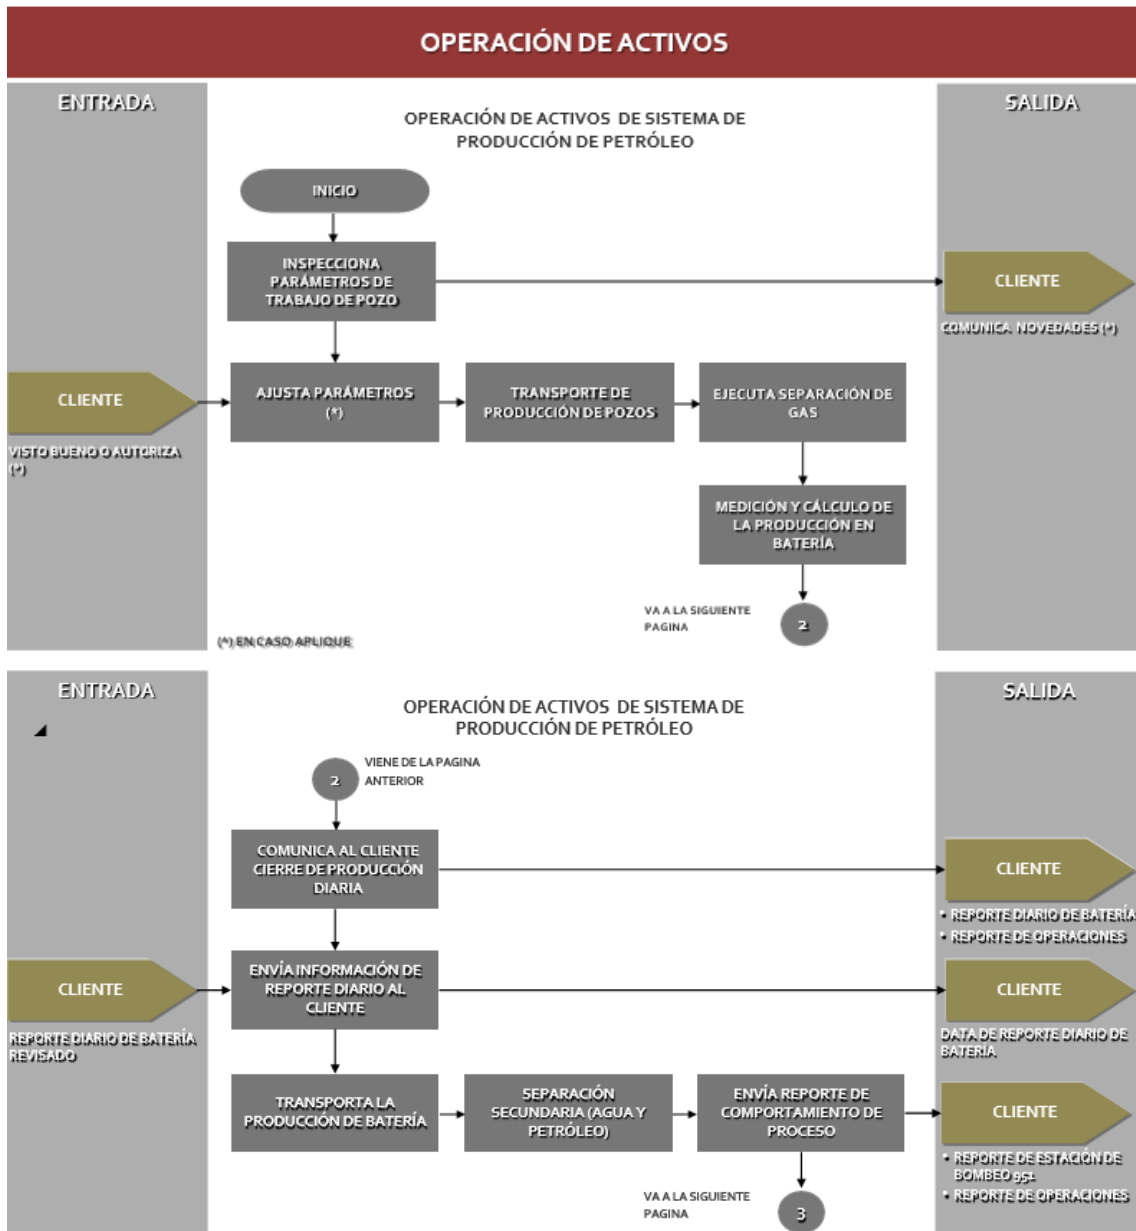 OPERACIÓN DE ACTIVOS
ENTRADA
OPERACIÓN DE ACTIVOS DE SISTEMA DE
PRODUCCIÓN DE PETRÓLEO
SALIDA
INICIO
INSPECCIONA
PARÁMETROS DE
TRABAJO DE POZO
CLIENTE
COMUNICA NOVEDADES (*)
CLIENTE
VISTO BUENO O AUTORIZA
(*)
AJUSTA PARÁMETROS
(*)
TRANSPORTE DE
PRODUCCIÓN DE POZOS
EJECUTA SEPARACIÓN DE
GAS
MEDICIÓN Y CÁLCULO DE
LA PRODUCCIÓN EN
BATERÍA
VA A LA SIGUIENTE
PAGINA
2
(*) EN CASO APLIQUE
ENTRADA
OPERACIÓN DE ACTIVOS DE SISTEMA DE
PRODUCCIÓN DE PETRÓLEO
SALIDA
2
VIENE DE LA PAGINA
ANTERIOR
COMUNICA AL CLIENTE
CIERRE DE PRODUCCIÓN
DIARIA
CLIENTE
• REPORTE DIARIO DE BATERÍA
• REPORTE DE OPERACIONES
CLIENTE
REPORTE DIARIO DE BATERÍA
REVISADO
ENVÍA INFORMACIÓN DE
REPORTE DIARIO AL
CLIENTE
CLIENTE
DATA DE REPORTE DIARIO DE
BATERÍA
TRANSPORTA LA
PRODUCCIÓN DE BATERÍA
SEPARACIÓN
SECUNDARIA (AGUA Y
PETRÓLEO)
ENVÍA REPORTE DE
COMPORTAMIENTO DE
PROCESO
CLIENTE
• REPORTE DE ESTACIÓN DE
BOMBEO 951
• REPORTE DE OPERACIONES
VA A LA SIGUIENTE
PAGINA
3